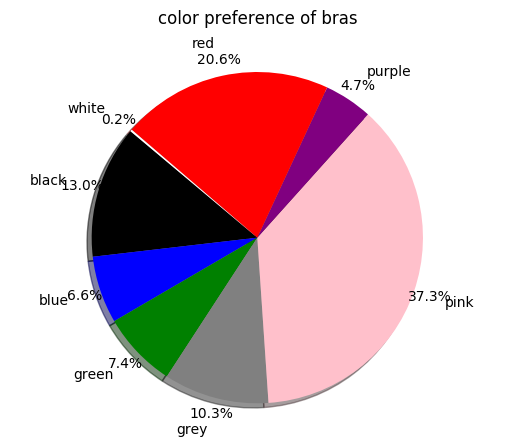 color preference of bras
red
20.6%
purple
4.7%
white
0.2%
black
13.0%
blue
6.6%
pink
37.3%
green
7.4%
grey
10.3%